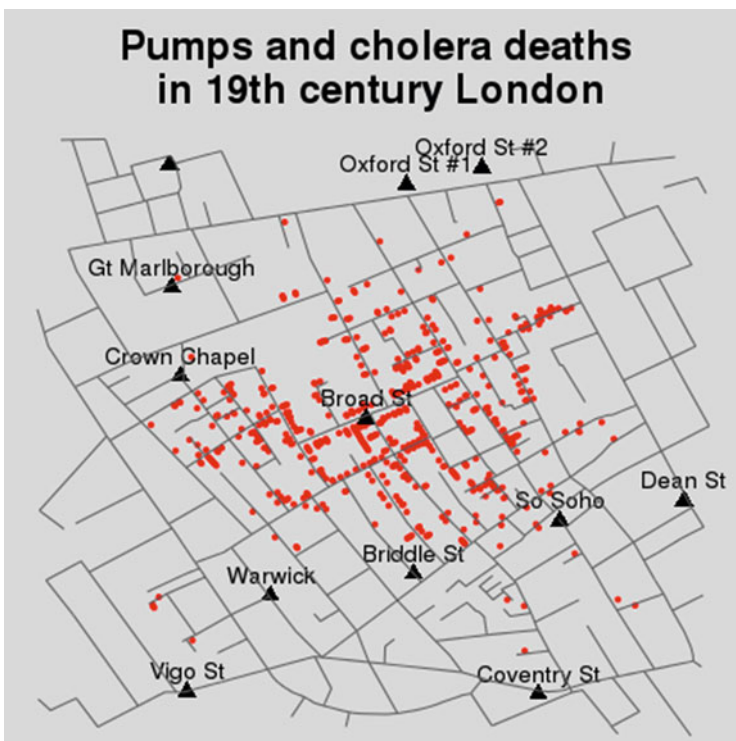 Pumps and cholera deaths
in 19th century London
Oxford St #2
Oxford St #1
Gt Marlborough
Crown Chapel
Broad St
Dean St
So Soho
Briddle St
Warwick
Vigo St
Coventry St